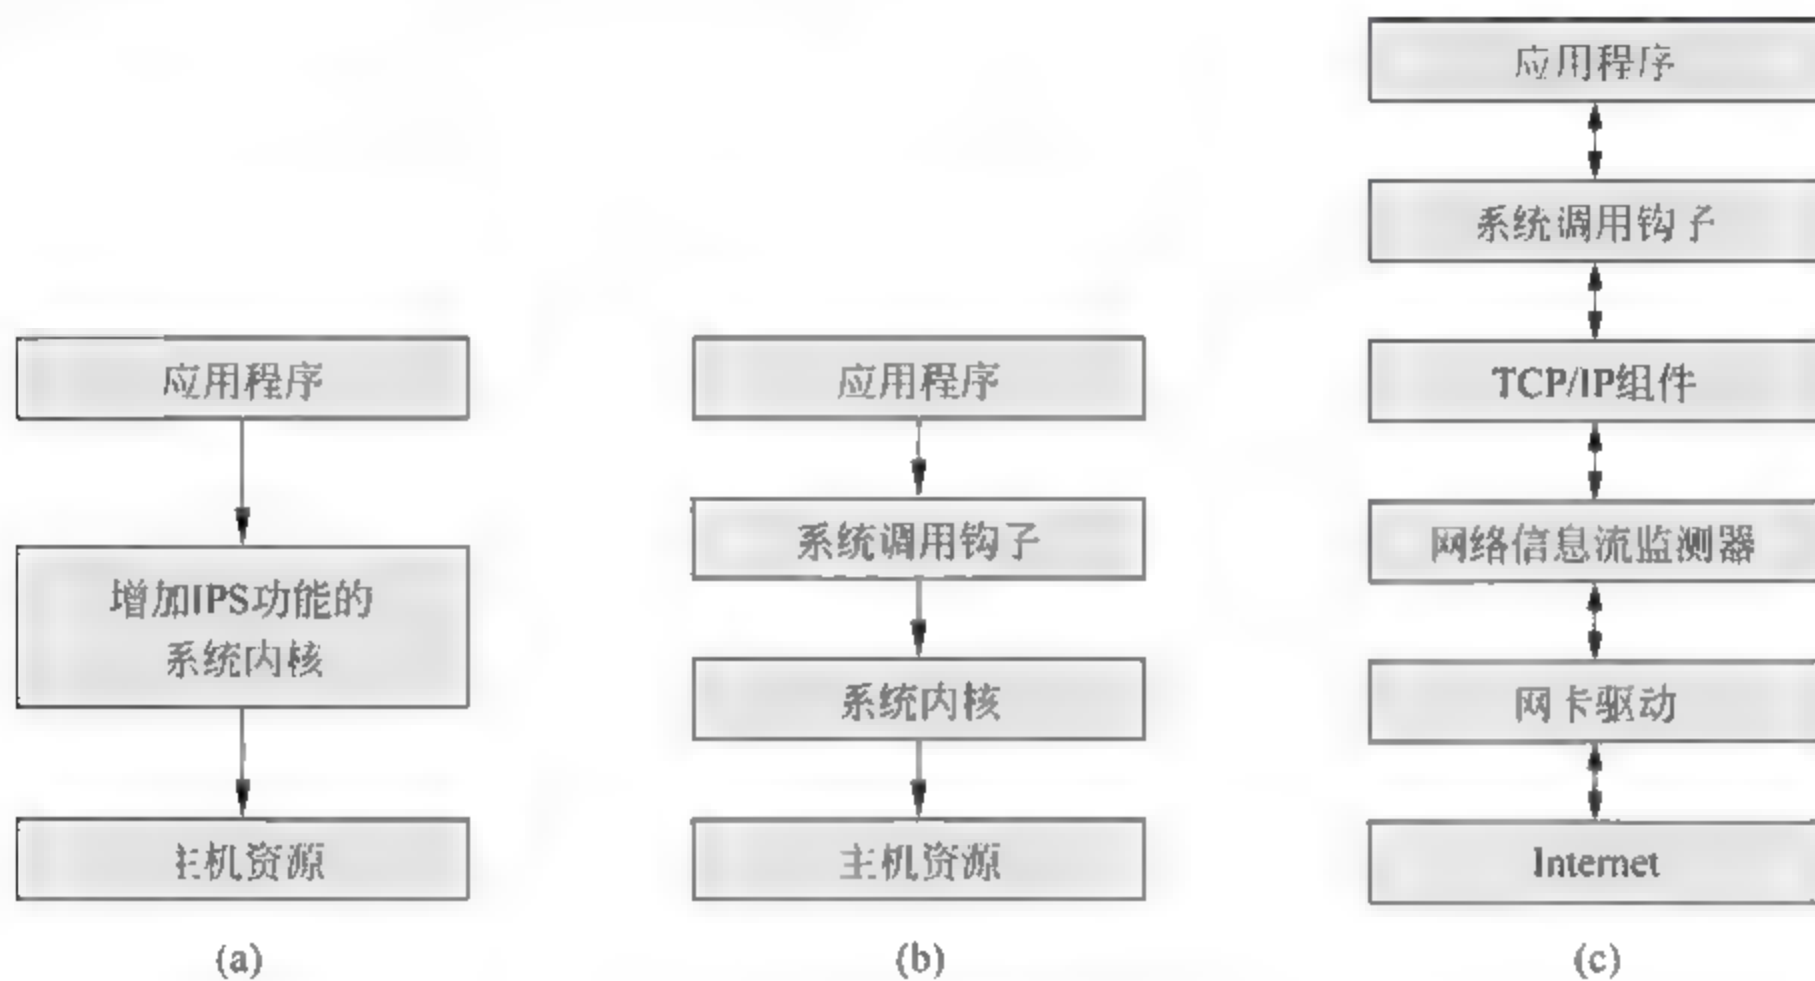 应用程序
增加IPS功能的
系统内核
主机资源
(a)
应用程序
系统调用钩子
系统内核
主机资源
(b)
应用程序
系统调用钩子
TCP/IP组件
网络信息流监测器
网卡驱动
Internet
(c)